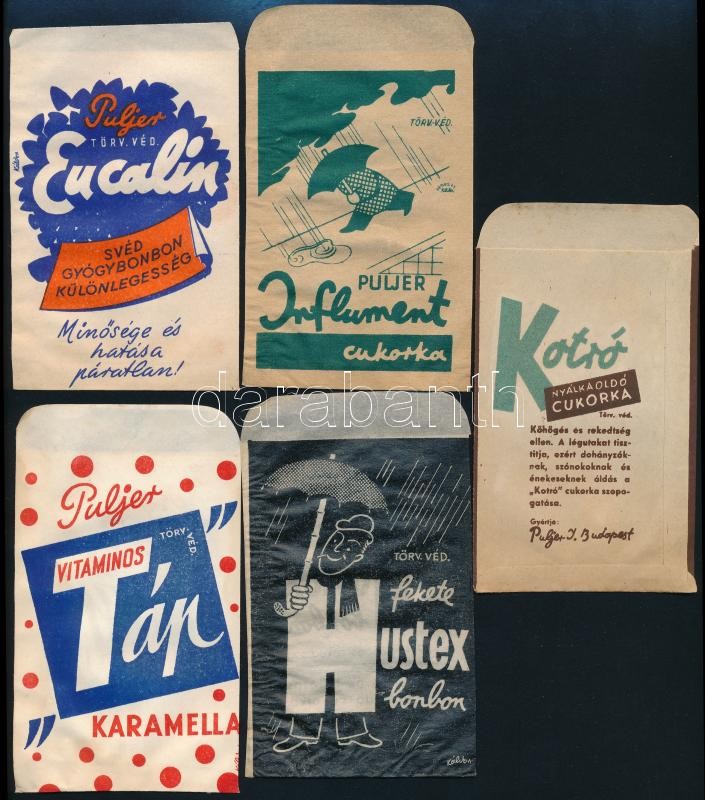 Puljer
TÖRV. VÉD.
Eucalin
SVÉD
GYÓGYBONBON
KÜLÖNLEGESSÉG
Minősége és
hatása
páratlan!
TÖRV. VÉD.
PULJER
Influment
cukorka
Kotró
NYÁLKAOLDÓ
CUKORKA
Törv. véd.
Köhögés és rekedtség
ellen. A légutakat tisz-
títja, ezért dohányzók-
nak, szónokoknak és
énekeseknek áldás a
„Kotró” cukorka szopo-
gatása.
Gyártja:
Puljer J. Budapest
Puljer
VITAMINOS
TÖRV. VÉD.
„Táp”
KARAMELLA
TÖRV. VÉD.
fekete
Hustex
bonbon
Káldor
darabanth